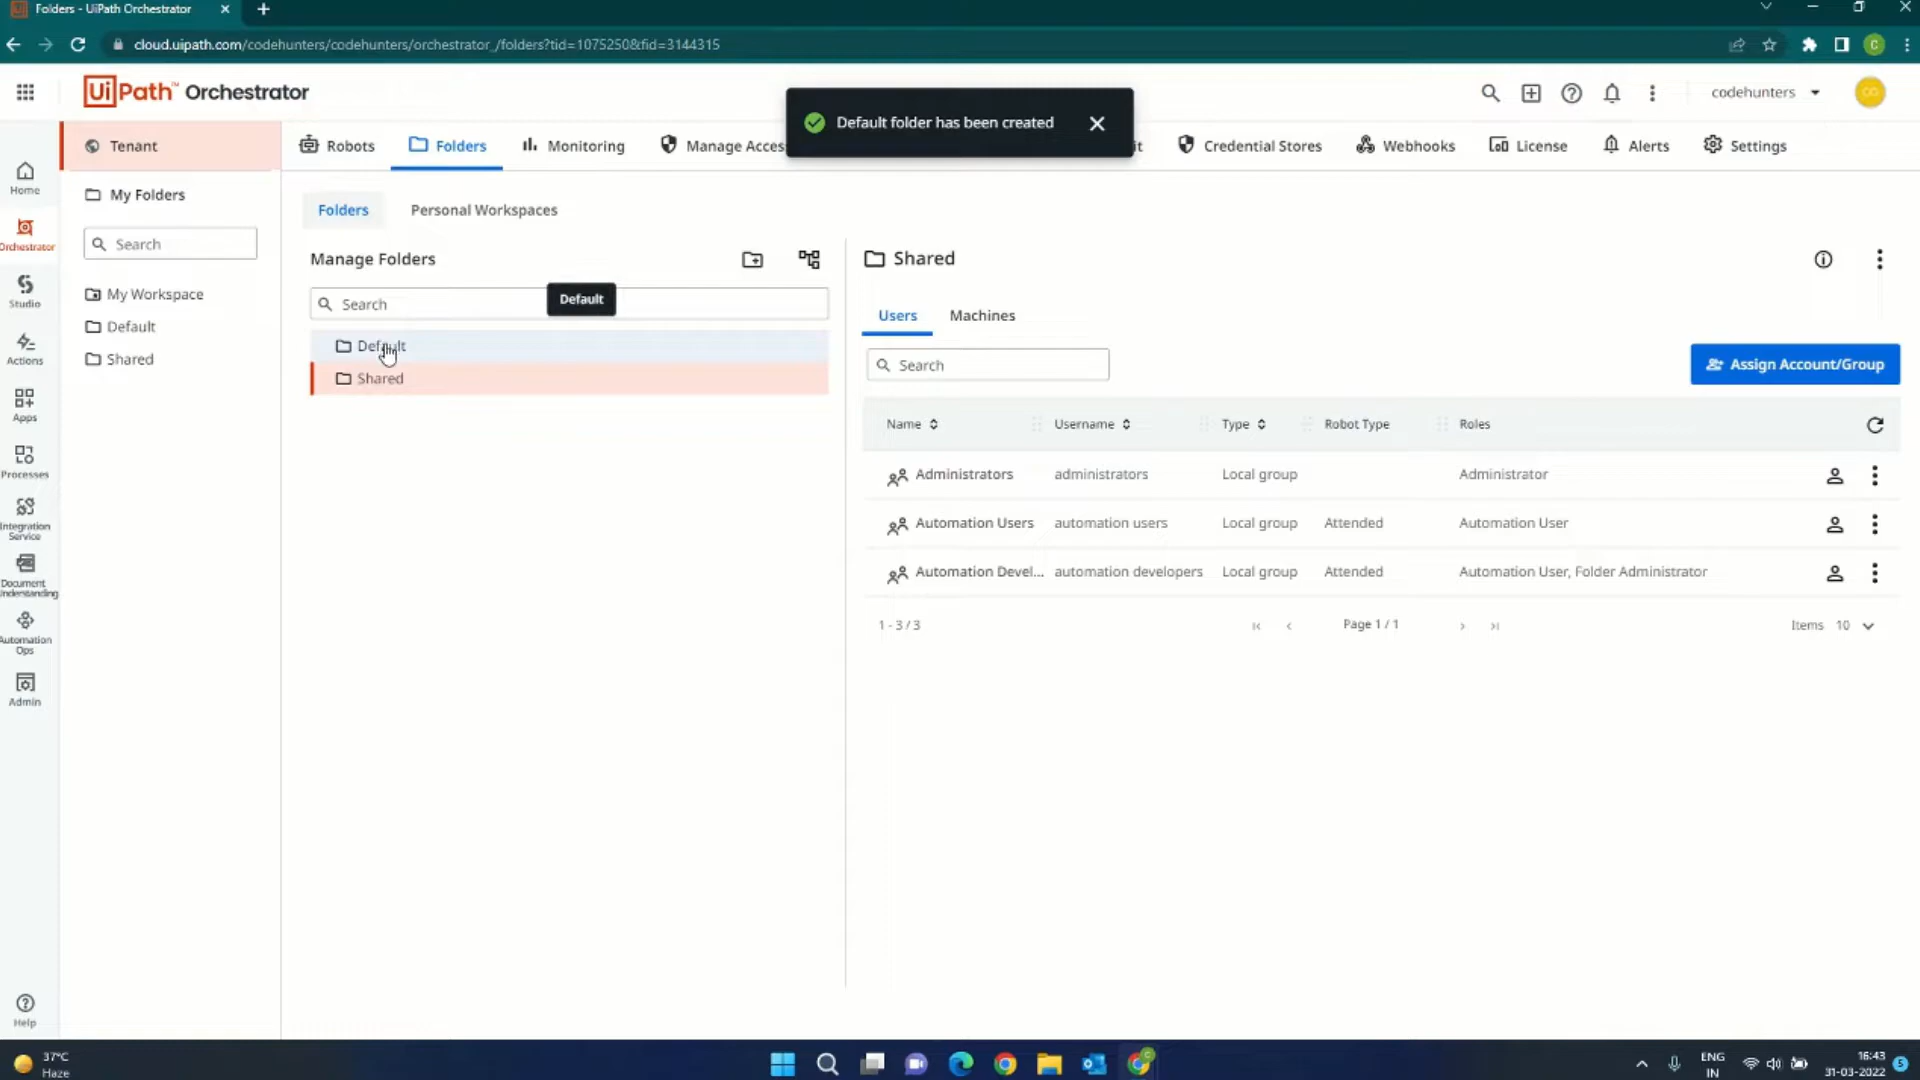 Folders - UiPath Orchestrator
cloud.uipath.com/codehunters/codehunters/orchestrator_/folders?tid=1075250&fid=3144315
UiPath™ Orchestrator
Default folder has been created
codehunters
Tenant
Robots
Folders
Monitoring
Manage Acces
it
Credential Stores
Webhooks
License
Alerts
Settings
Home
Orchestrator
Studio
Actions
Apps
Processes
Integration
Service
Document
Understanding
Automation
Ops
Admin
Help
My Folders
Search
My Workspace
Default
Shared
Folders
Personal Workspaces
Manage Folders
Search
Default
Default
Shared
Shared
Users
Machines
Search
Assign Account/Group
Name
Username
Type
Robot Type
Roles
Administrators
administrators
Local group
Administrator
Automation Users
automation users
Local group
Attended
Automation User
Automation Devel...
automation developers
Local group
Attended
Automation User, Folder Administrator
1 - 3 / 3
Page 1 / 1
Items 10
37°C
Haze
ENG
IN
16:43
31-03-2022
5